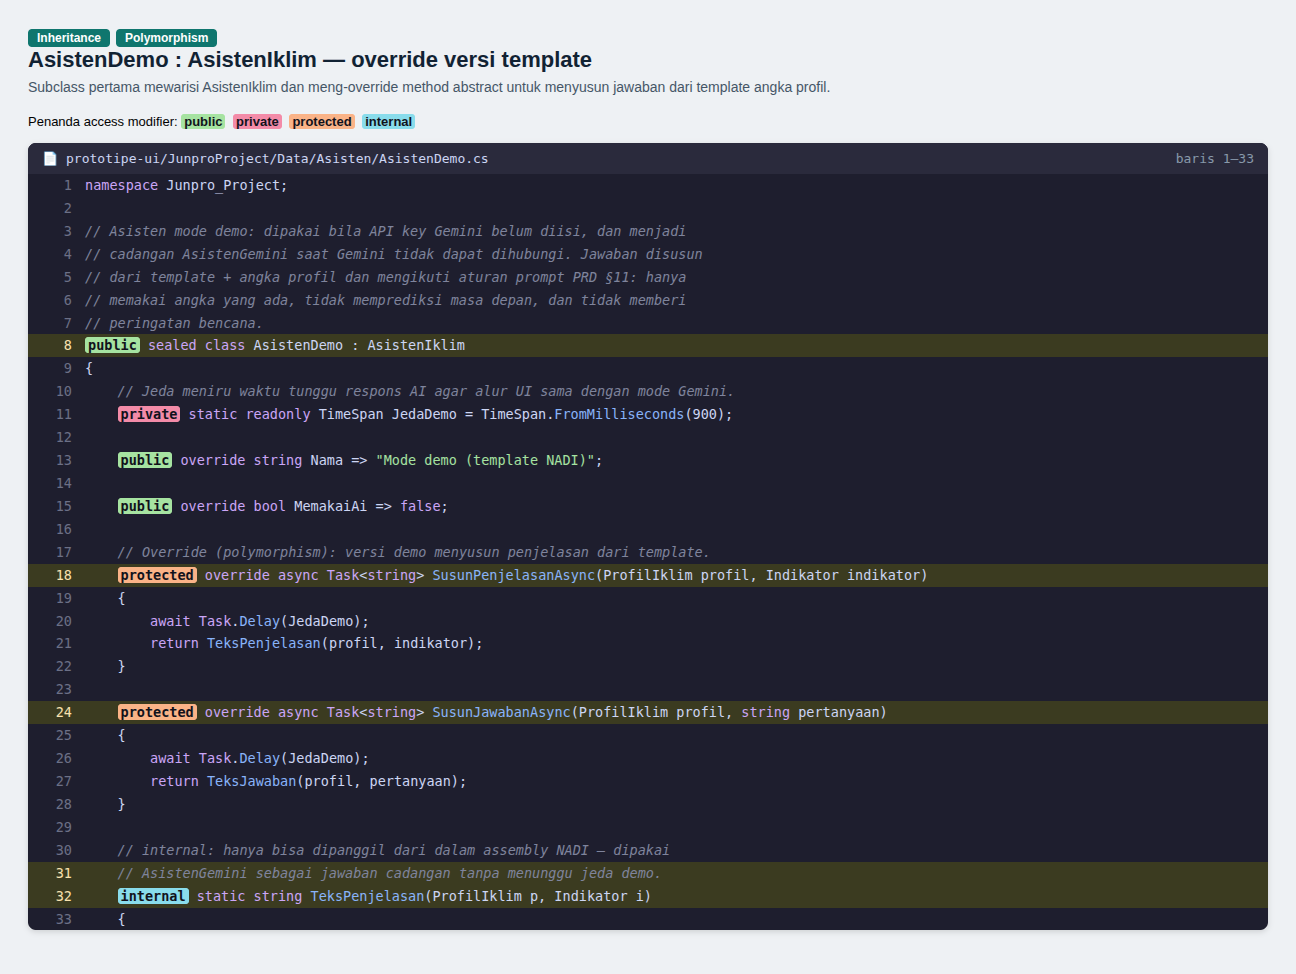 Inheritance Polymorphism
AsistenDemo : AsistenIklim — override versi template
Subclass pertama mewarisi AsistenIklim dan meng-override method abstract untuk menyusun jawaban dari template angka profil.
Penanda access modifier: public private protected internal
prototipe-ui/JunproProject/Data/Asisten/AsistenDemo.cs baris 1–33
1 namespace Junpro_Project;
2
3 // Asisten mode demo: dipakai bila API key Gemini belum diisi, dan menjadi
4 // cadangan AsistenGemini saat Gemini tidak dapat dihubungi. Jawaban disusun
5 // dari template + angka profil dan mengikuti aturan prompt PRD §11: hanya
6 // memakai angka yang ada, tidak memprediksi masa depan, dan tidak memberi
7 // peringatan bencana.
8 public sealed class AsistenDemo : AsistenIklim
9 {
10     // Jeda meniru waktu tunggu respons AI agar alur UI sama dengan mode Gemini.
11     private static readonly TimeSpan JedaDemo = TimeSpan.FromMilliseconds(900);
12
13     public override string Nama => "Mode demo (template NADI)";
14
15     public override bool MemakaiAi => false;
16
17     // Override (polymorphism): versi demo menyusun penjelasan dari template.
18     protected override async Task<string> SusunPenjelasanAsync(ProfilIklim profil, Indikator indikator)
19     {
20         await Task.Delay(JedaDemo);
21         return TeksPenjelasan(profil, indikator);
22     }
23
24     protected override async Task<string> SusunJawabanAsync(ProfilIklim profil, string pertanyaan)
25     {
26         await Task.Delay(JedaDemo);
27         return TeksJawaban(profil, pertanyaan);
28     }
29
30     // internal: hanya bisa dipanggil dari dalam assembly NADI — dipakai
31     // AsistenGemini sebagai jawaban cadangan tanpa menunggu jeda demo.
32     internal static string TeksPenjelasan(ProfilIklim p, Indikator i)
33     {